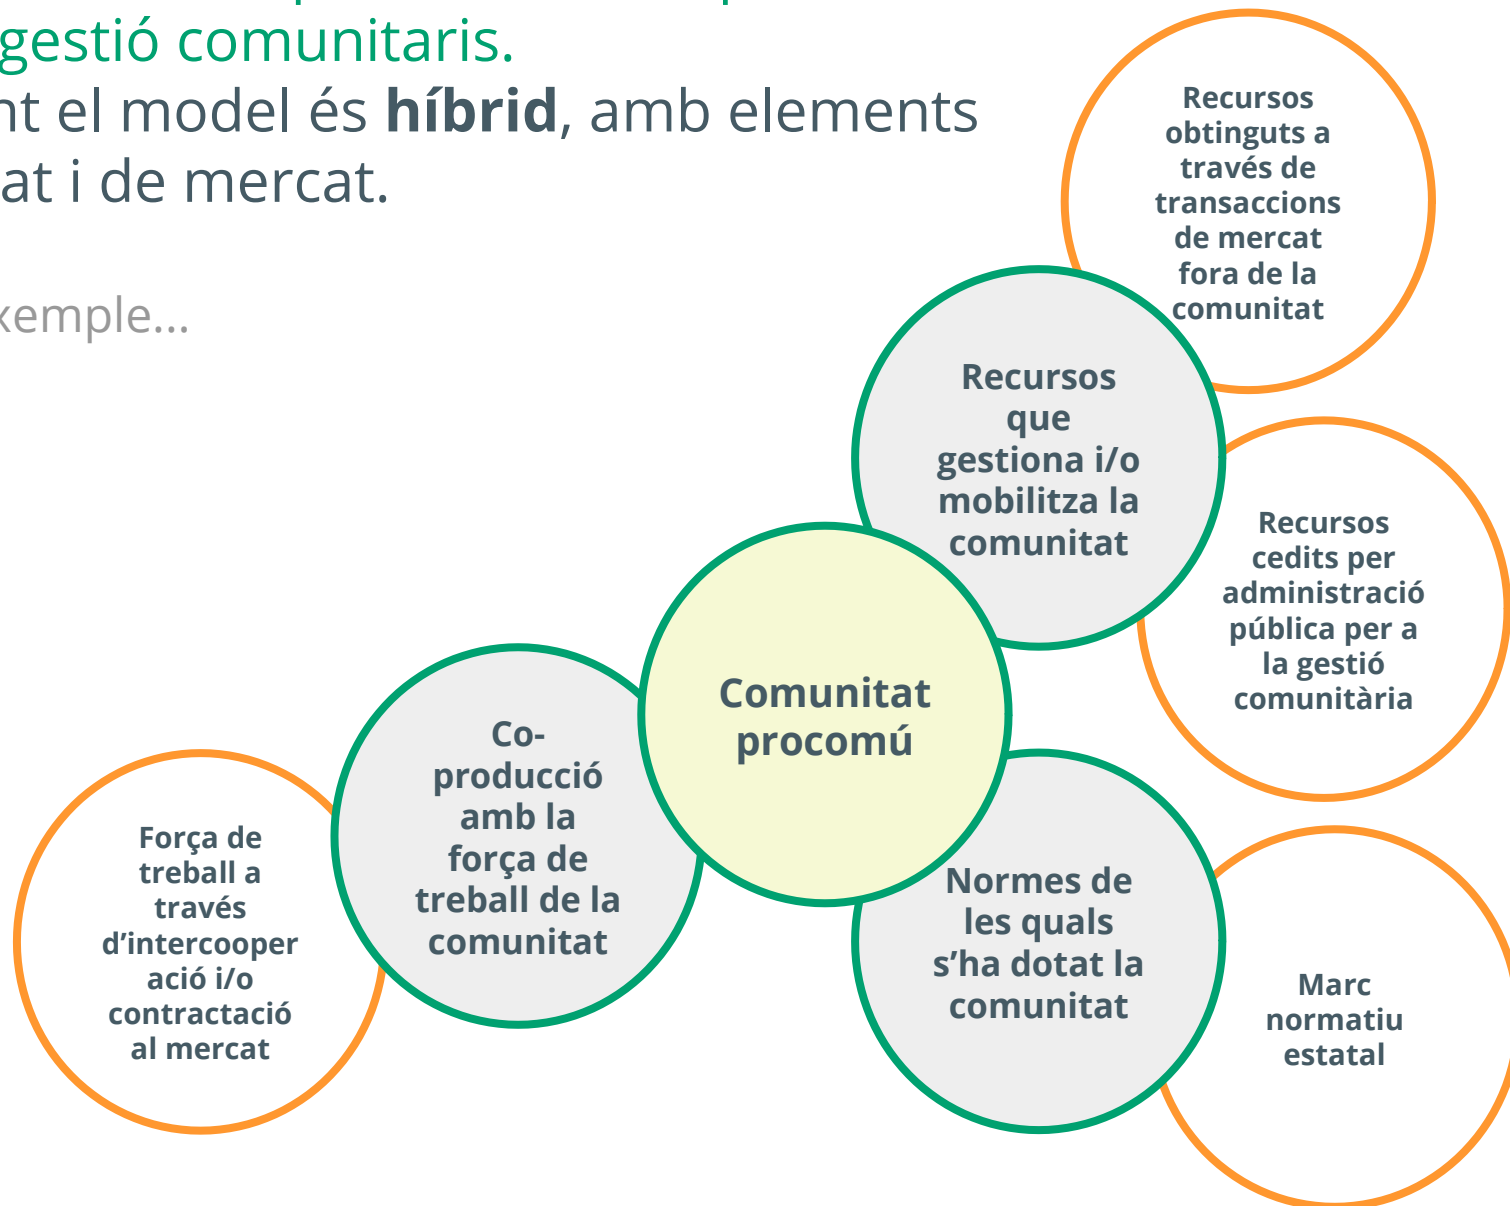 gestió comunitaris.
nt el model és híbrid, amb elements
at i de mercat.
xemple...
Recursos
obtinguts a
través de
transaccions
de mercat
fora de la
comunitat
Recursos
que
gestiona i/o
mobilitza la
comunitat
Recursos
cedits per
administració
pública per a
la gestió
comunitària
Comunitat
procomú
Co-
producció
amb la
força de
treball de la
comunitat
Força de
treball a
través
d’intercooper
ació i/o
contractació
al mercat
Normes de
les quals
s’ha dotat la
comunitat
Marc
normatiu
estatal